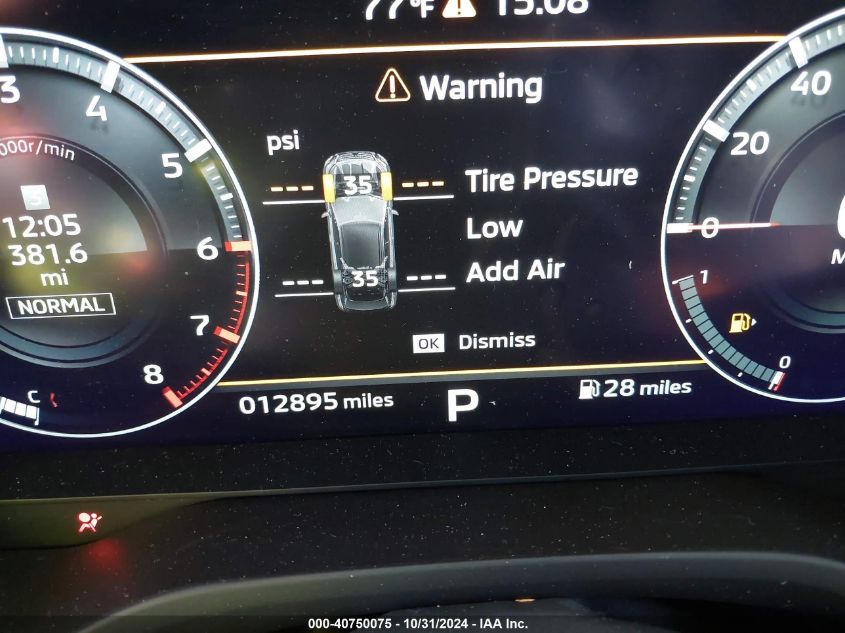 77°F 15:08
Warning
psi
--- 35 --- Tire Pressure
Low
--- 35 --- Add Air
OK Dismiss
012895 miles P 28 miles
3
4
5
6
7
8
000r/min
3
12:05
381.6
mi
NORMAL
C
40
20
0
1
0
M
000-40750075 - 10/31/2024 - IAA Inc.